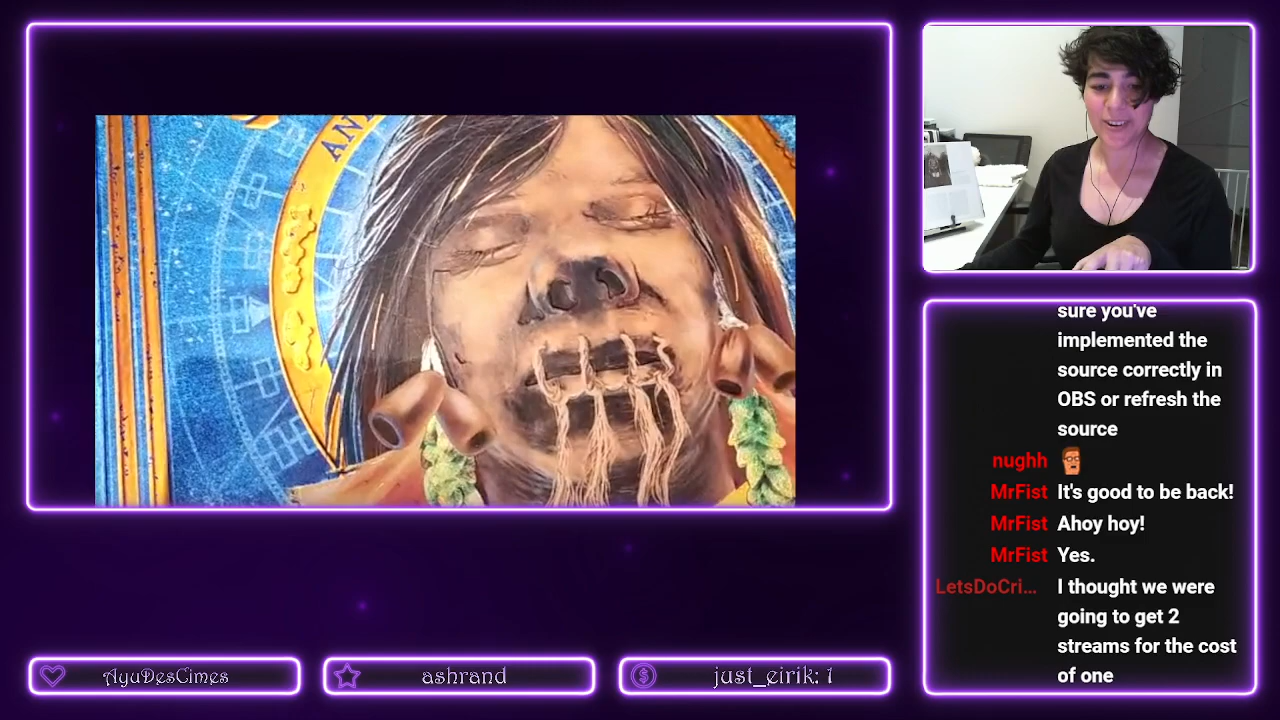 AND
sure you've
implemented the
source correctly in
OBS or refresh the
source
nughh
MrFist It's good to be back!
MrFist Ahoy hoy!
MrFist Yes.
LetsDoCri... I thought we were
going to get 2
streams for the cost
of one
AyuDesCimes
ashrand
just_eirik: 1